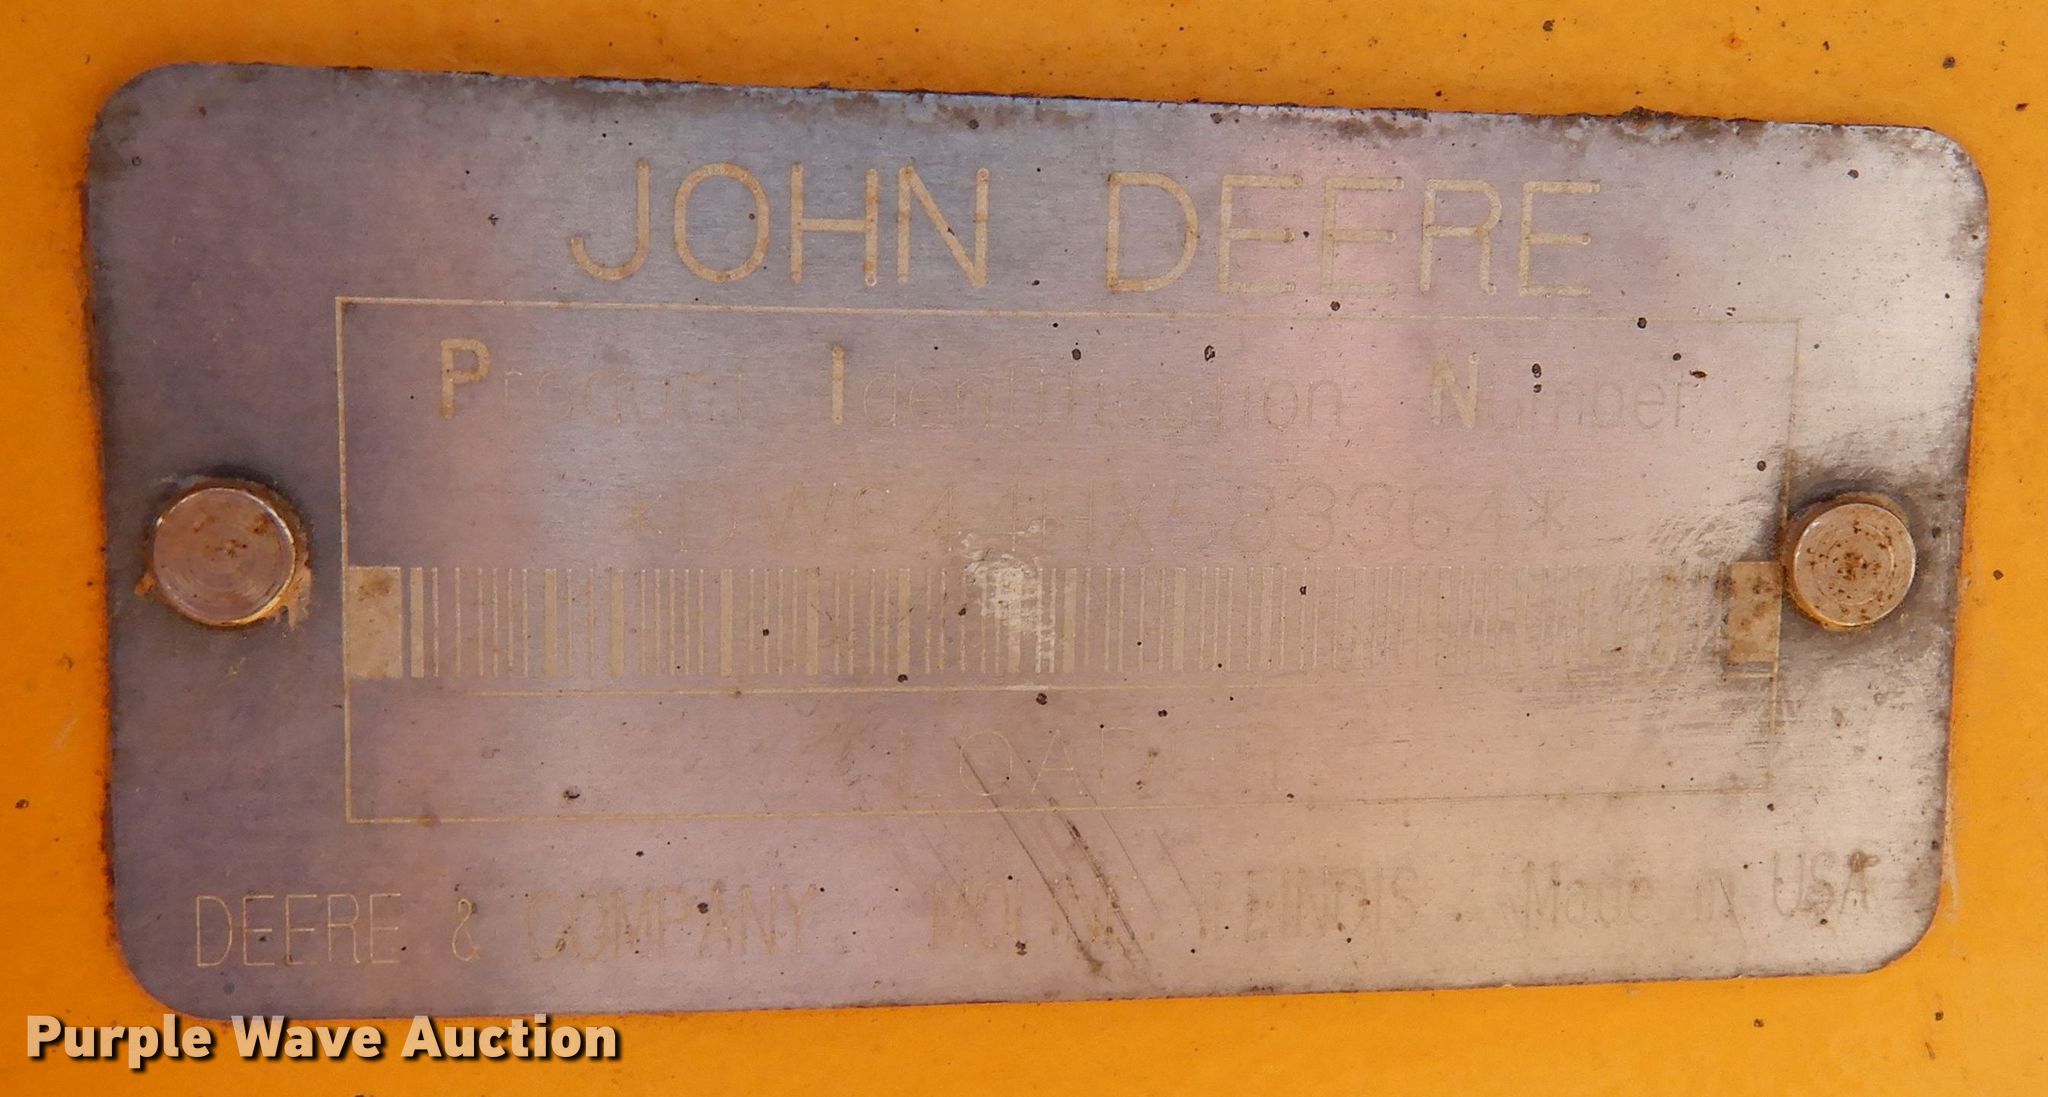 JOHN DEERE
Product Identification Number
*DW644HX583364*
LOADER
DEERE & COMPANY MOLINE, ILLINOIS Made in USA
Purple Wave Auction